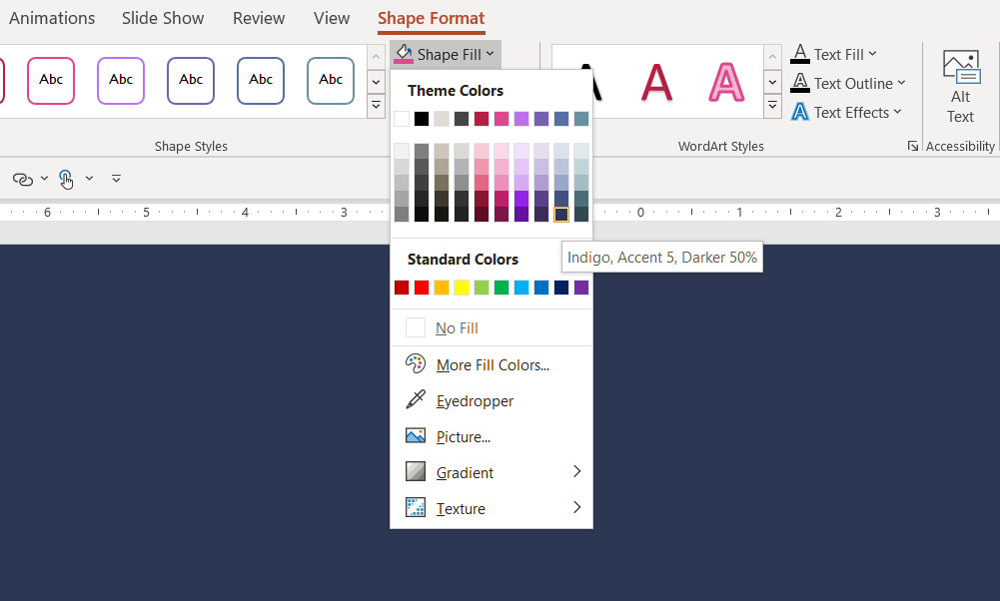 Animations Slide Show Review View Shape Format
Shape Fill
Abc Abc Abc Abc Abc
Shape Styles
Theme Colors
Indigo, Accent 5, Darker 50%
Standard Colors
No Fill
More Fill Colors...
Eyedropper
Picture...
Gradient
Texture
A A A
WordArt Styles
A Text Fill
A Text Outline
A Text Effects
Alt
Text
Accessibility
6 5 4 3 0 1 2 3